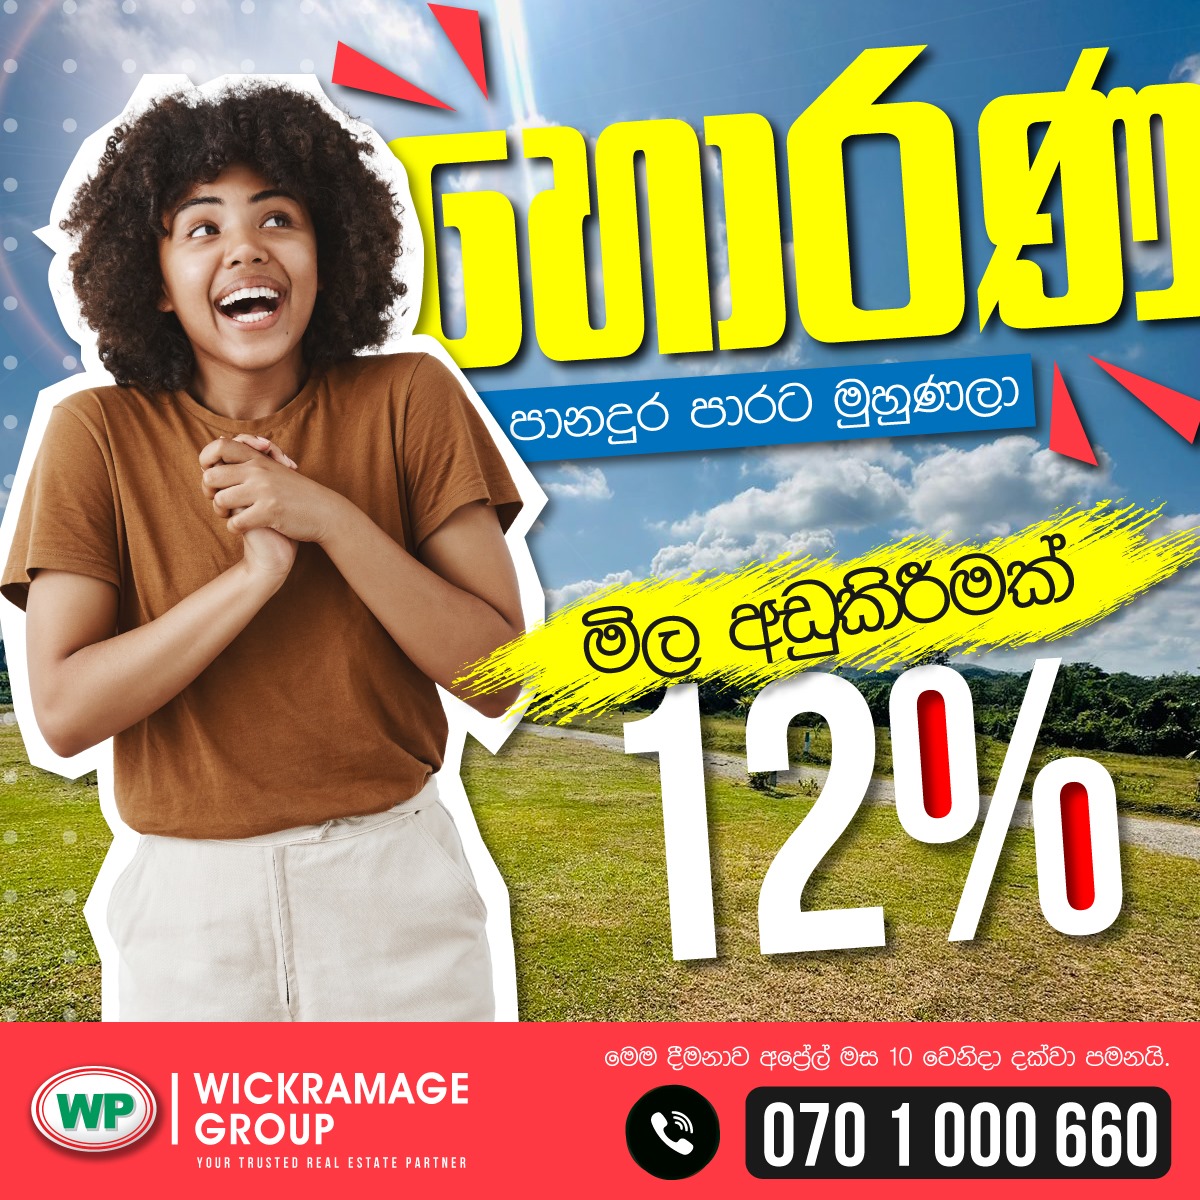 හොරණ
පානදුර පාරට මුහුණලා
මිල අඩුකිරීමක්
12%
මෙම දීමනාව අප්‍රේල් මස 10 වෙනිදා දක්වා පමනයි.
WP
WICKRAMAGE
GROUP
YOUR TRUSTED REAL ESTATE PARTNER
070 1 000 660